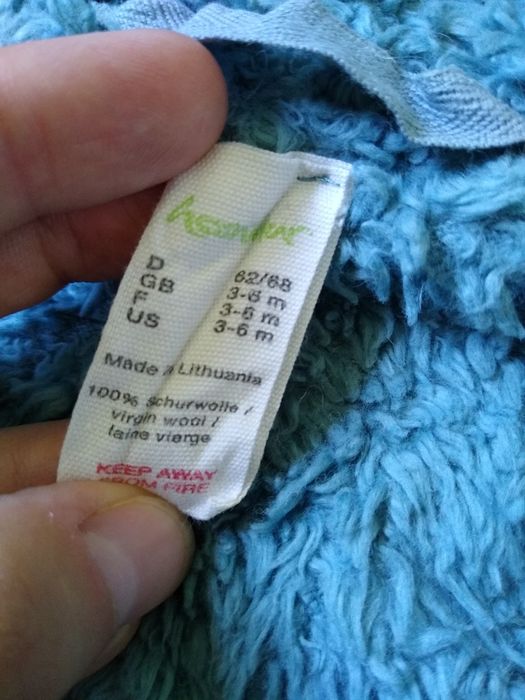 D 62/68
GB 3-6 m
F 3-6 m
US 3-6 m
Made in Lithuania
100% Schurwolle /
virgin wool /
laine vierge
KEEP AWAY
FROM FIRE